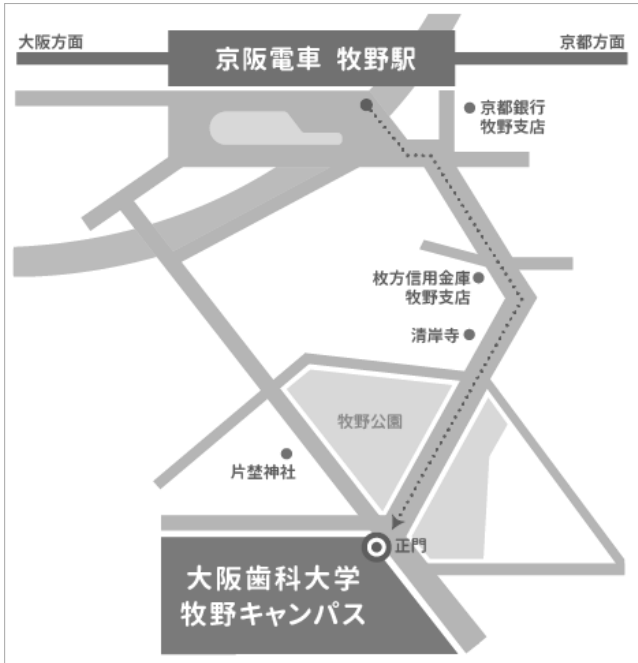 大阪方面
京阪電車 牧野駅
京都方面
京都銀行
牧野支店
枚方信用金庫
牧野支店
清岸寺
牧野公園
片埜神社
正門
大阪歯科大学
牧野キャンパス